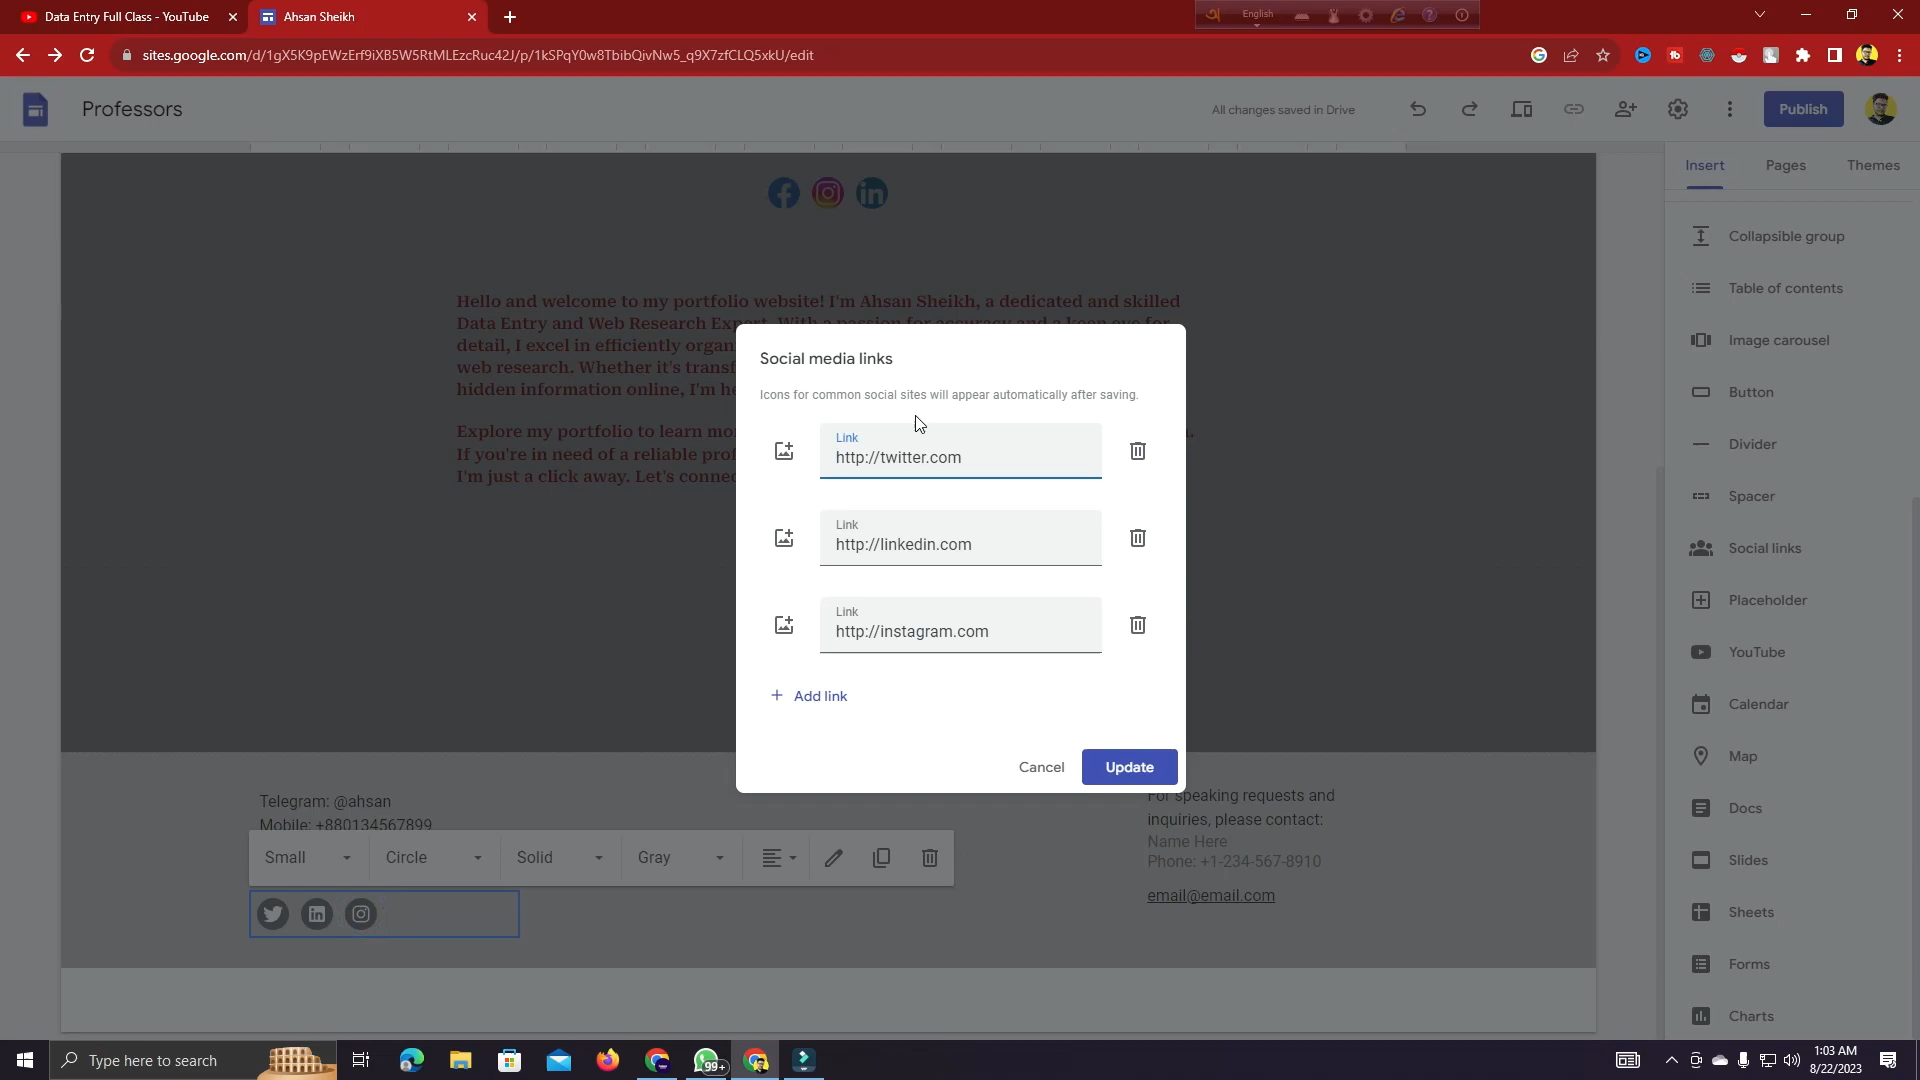 Data Entry Full Class - YouTube
Ahsan Sheikh
English
sites.google.com/d/1gX5K9pEWzErf9iXB5W5RtMLEzcRuc42J/p/1kSPqY0w8TbibQivNw5_q9X7zfCLQ5xkU/edit
Professors
All changes saved in Drive
Publish
Insert
Pages
Themes
Hello and welcome to my portfolio website! I'm Ahsan Sheikh, a dedicated and skilled
Data Entry and Web Research Expert. With a passion for accuracy and a keen eye for
detail, I excel in efficiently
web research. Whether it's
hidden information online, I'm
Explore my portfolio to learn
If you're in need of a reliable
I'm just a click away. Let's
Social media links
Icons for common social sites will appear automatically after saving.
Link
http://twitter.com
Link
http://linkedin.com
Link
http://instagram.com
+ Add link
Cancel
Update
Telegram: @ahsan
Mobile: +880134567899
Small
Circle
Solid
Gray
For speaking requests and
inquiries, please contact:
Name Here
Phone: +1-234-567-8910
email@email.com
Collapsible group
Table of contents
Image carousel
Button
Divider
Spacer
Social links
Placeholder
YouTube
Calendar
Map
Docs
Slides
Sheets
Forms
Charts
Type here to search
99+
1:03 AM
8/22/2023